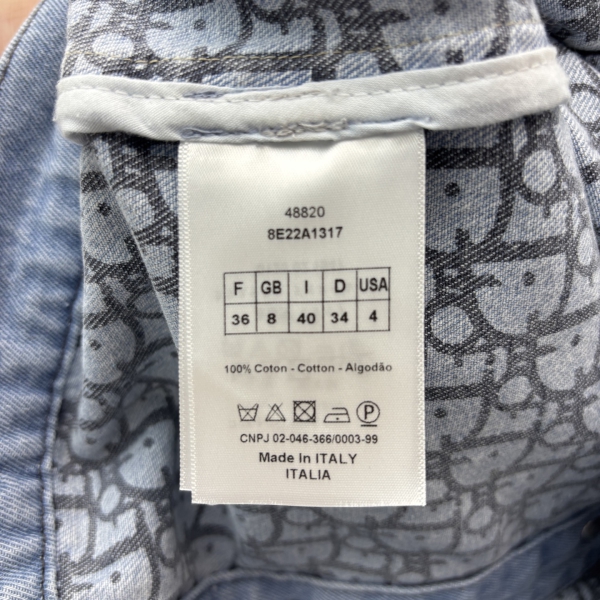 48820
8E22A1317
F GB I D USA
36 8 40 34 4
100% Coton - Cotton - Algodão
CNPJ 02-046-366/0003-99
Made in ITALY
ITALIA